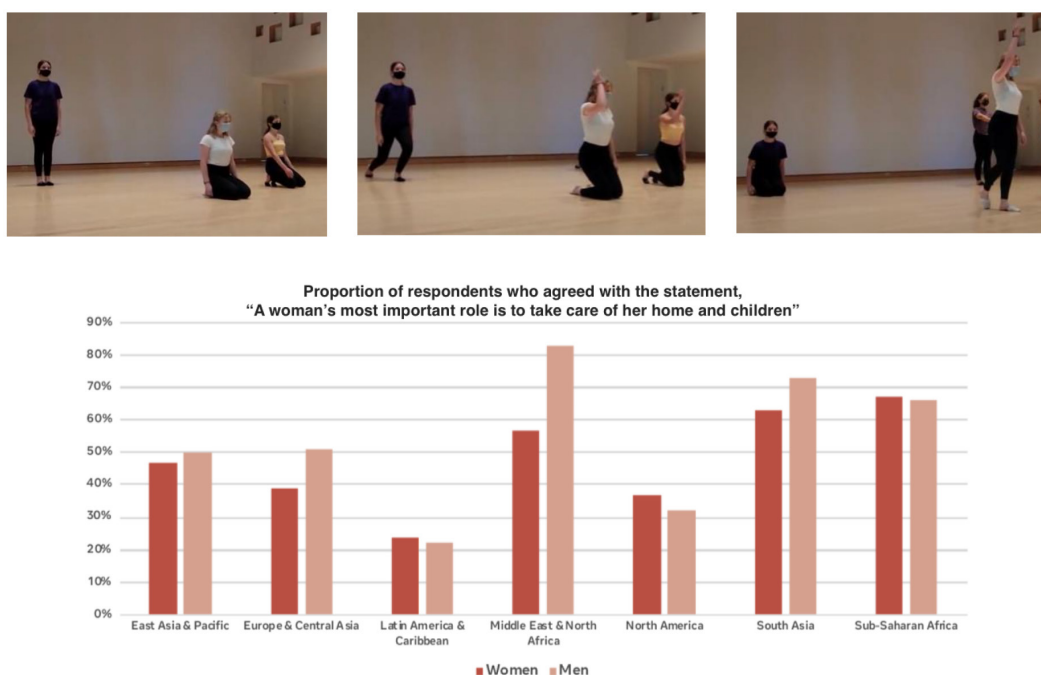 Proportion of respondents who agreed with the statement,
“A woman’s most important role is to take care of her home and children”
90%
80%
70%
60%
50%
40%
30%
20%
10%
0%
East Asia & Pacific
Europe & Central Asia
Latin America &
Caribbean
Middle East & North
Africa
North America
South Asia
Sub-Saharan Africa
Women
Men